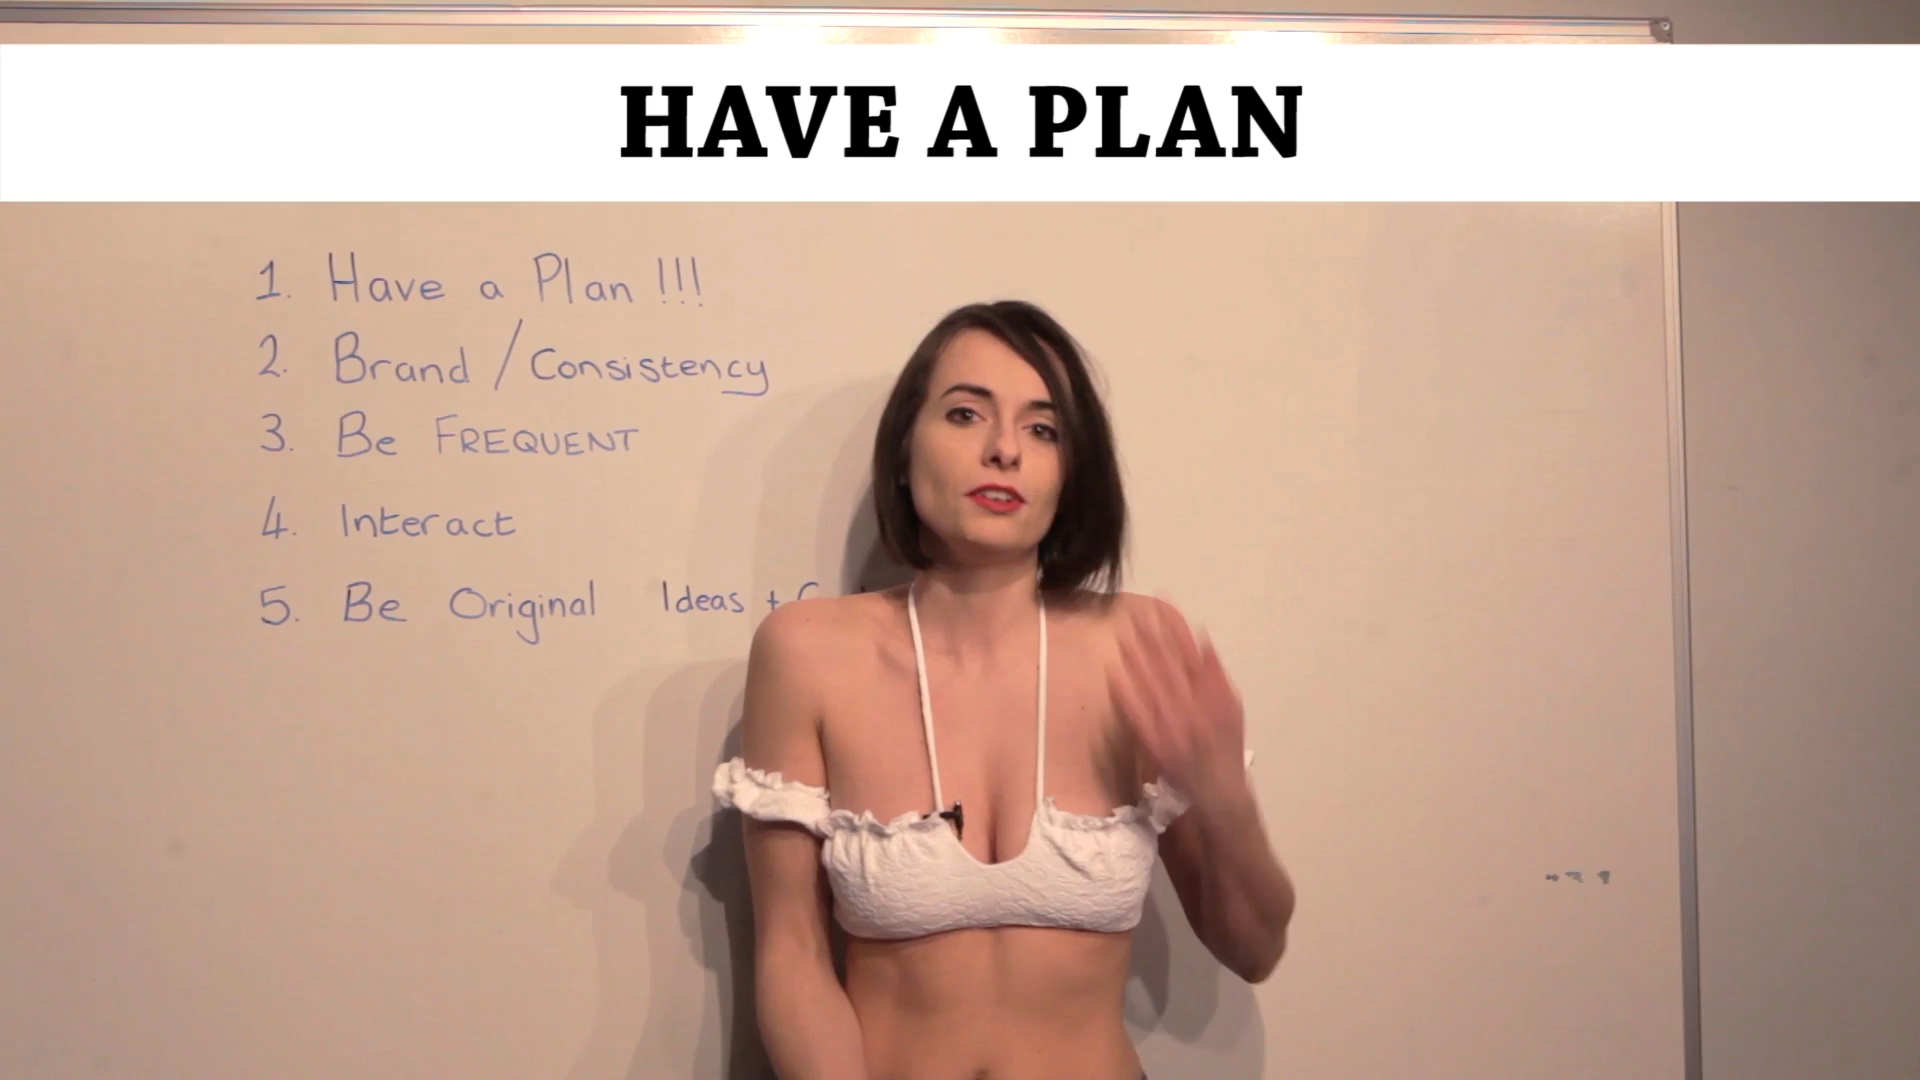 HAVE A PLAN
1. Have a Plan !!!
2. Brand / Consistency
3. Be FREQUENT
4. Interact
5. Be Original Ideas +